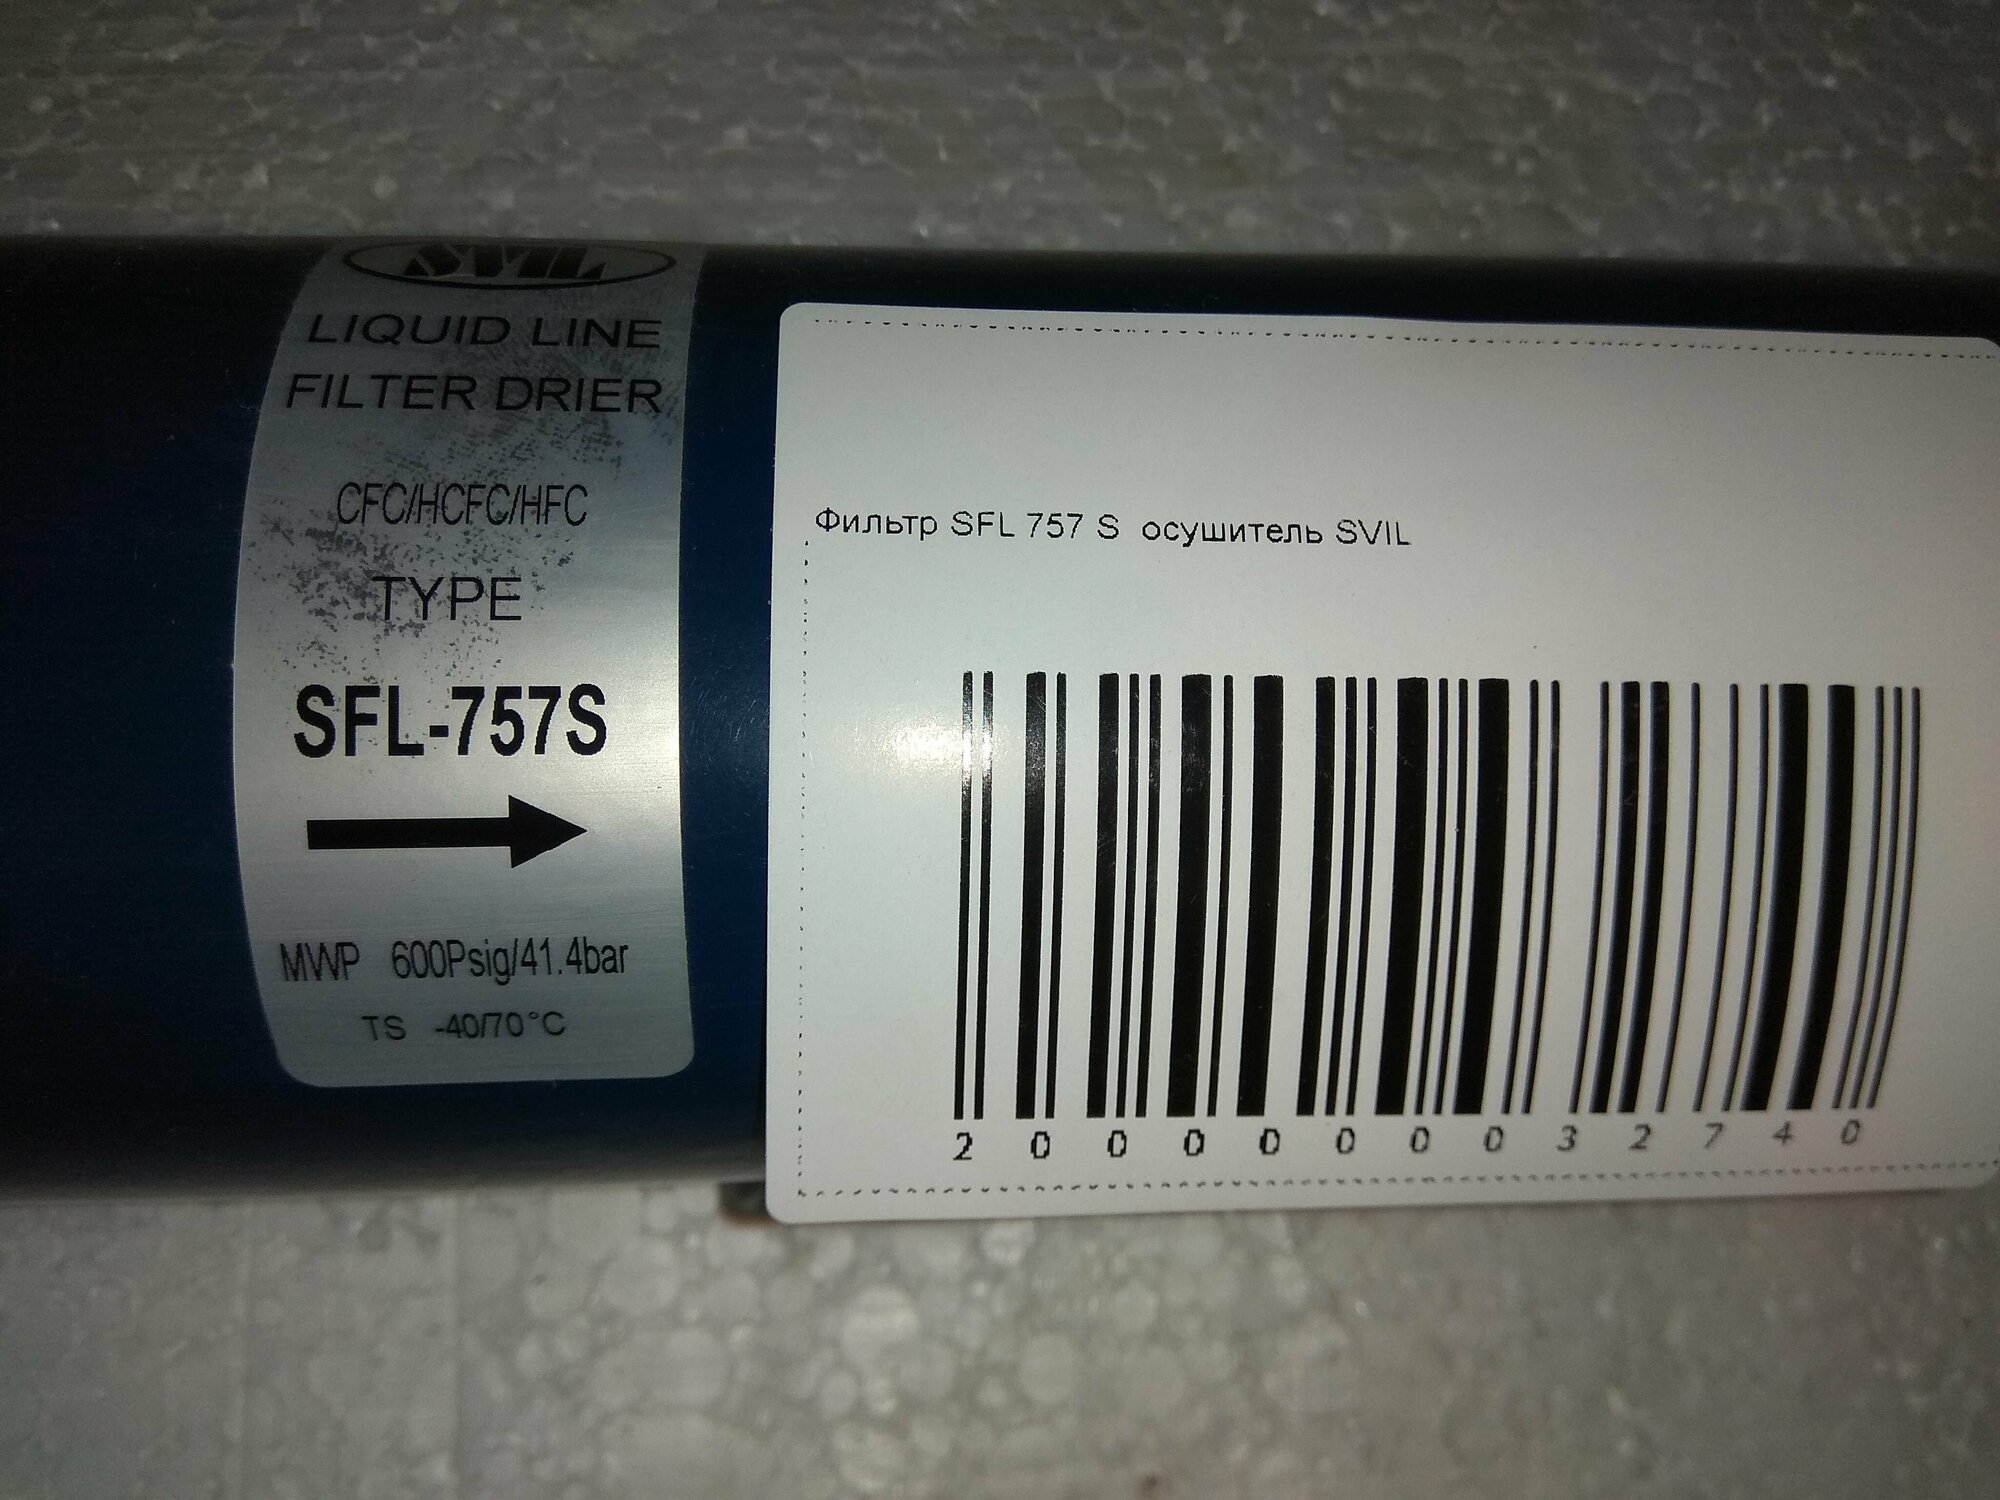 SVIL
LIQUID LINE
FILTER DRIER
CFC/HCFC/HFC
TYPE
SFL-757S
MWP 600Psig/41.4bar
TS -40/70°C
Фильтр SFL 757 S осушитель SVIL
2000000032740